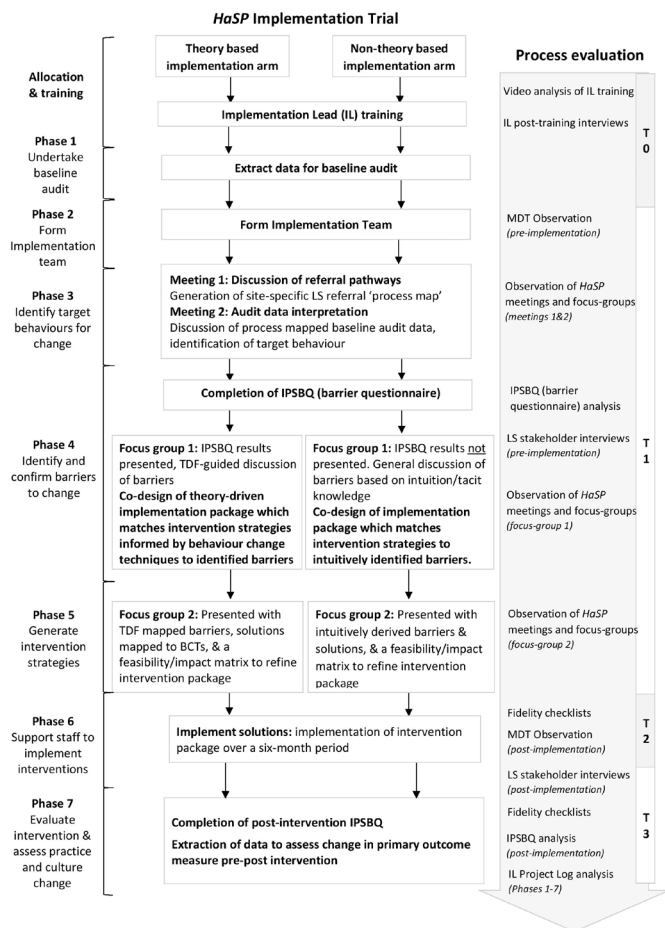 HaSP Implementation Trial
Process evaluation
Allocation
& training
Theory based
implementation arm
Non-theory based
implementation arm
Implementation Lead (IL) training
Video analysis of IL training
IL post-training interviews
T
0
Phase 1
Undertake
baseline
audit
Extract data for baseline audit
Phase 2
Form
Implementation
team
Form Implementation Team
MDT Observation
(pre-implementation)
Phase 3
Identify target
behaviours for
change
Meeting 1: Discussion of referral pathways
Generation of site-specific LS referral ‘process map’
Meeting 2: Audit data interpretation
Discussion of process mapped baseline audit data,
identification of target behaviour
Observation of HaSP
meetings and focus-groups
(meetings 1&2)
Completion of IPSBQ (barrier questionnaire)
IPSBQ (barrier
questionnaire) analysis
T
1
Phase 4
Identify and
confirm barriers
to change
Focus group 1: IPSBQ results
presented, TDF-guided discussion
of barriers
Co-design of theory-driven
implementation package which
matches intervention strategies
informed by behaviour change
techniques to identified barriers
Focus group 1: IPSBQ results not
presented. General discussion of
barriers based on intuition/tacit
knowledge
Co-design of implementation
package which matches
intervention strategies to
intuitively identified barriers.
LS stakeholder interviews
(pre-implementation)
Observation of HaSP
meetings and focus-groups
(focus-group 1)
Phase 5
Generate
intervention
strategies
Focus group 2: Presented with
TDF mapped barriers, solutions
mapped to BCTs, & a
feasibility/impact matrix to refine
intervention package
Focus group 2: Presented with
intuitively derived barriers &
solutions, & a feasibility/impact
matrix to refine intervention
package
Observation of HaSP
meetings and focus-groups
(focus-group 2)
Phase 6
Support staff to
implement
interventions
Implement solutions: implementation of intervention
package over a six-month period
Fidelity checklists
MDT Observation
(post-implementation)
T
2
Phase 7
Evaluate
intervention &
assess practice
and culture
change
Completion of post-intervention IPSBQ
Extraction of data to assess change in primary outcome
measure pre-post intervention
LS stakeholder interviews
(post-implementation)
Fidelity checklists
IPSBQ analysis
(post-implementation)
IL Project Log analysis
(Phases 1-7)
T
3